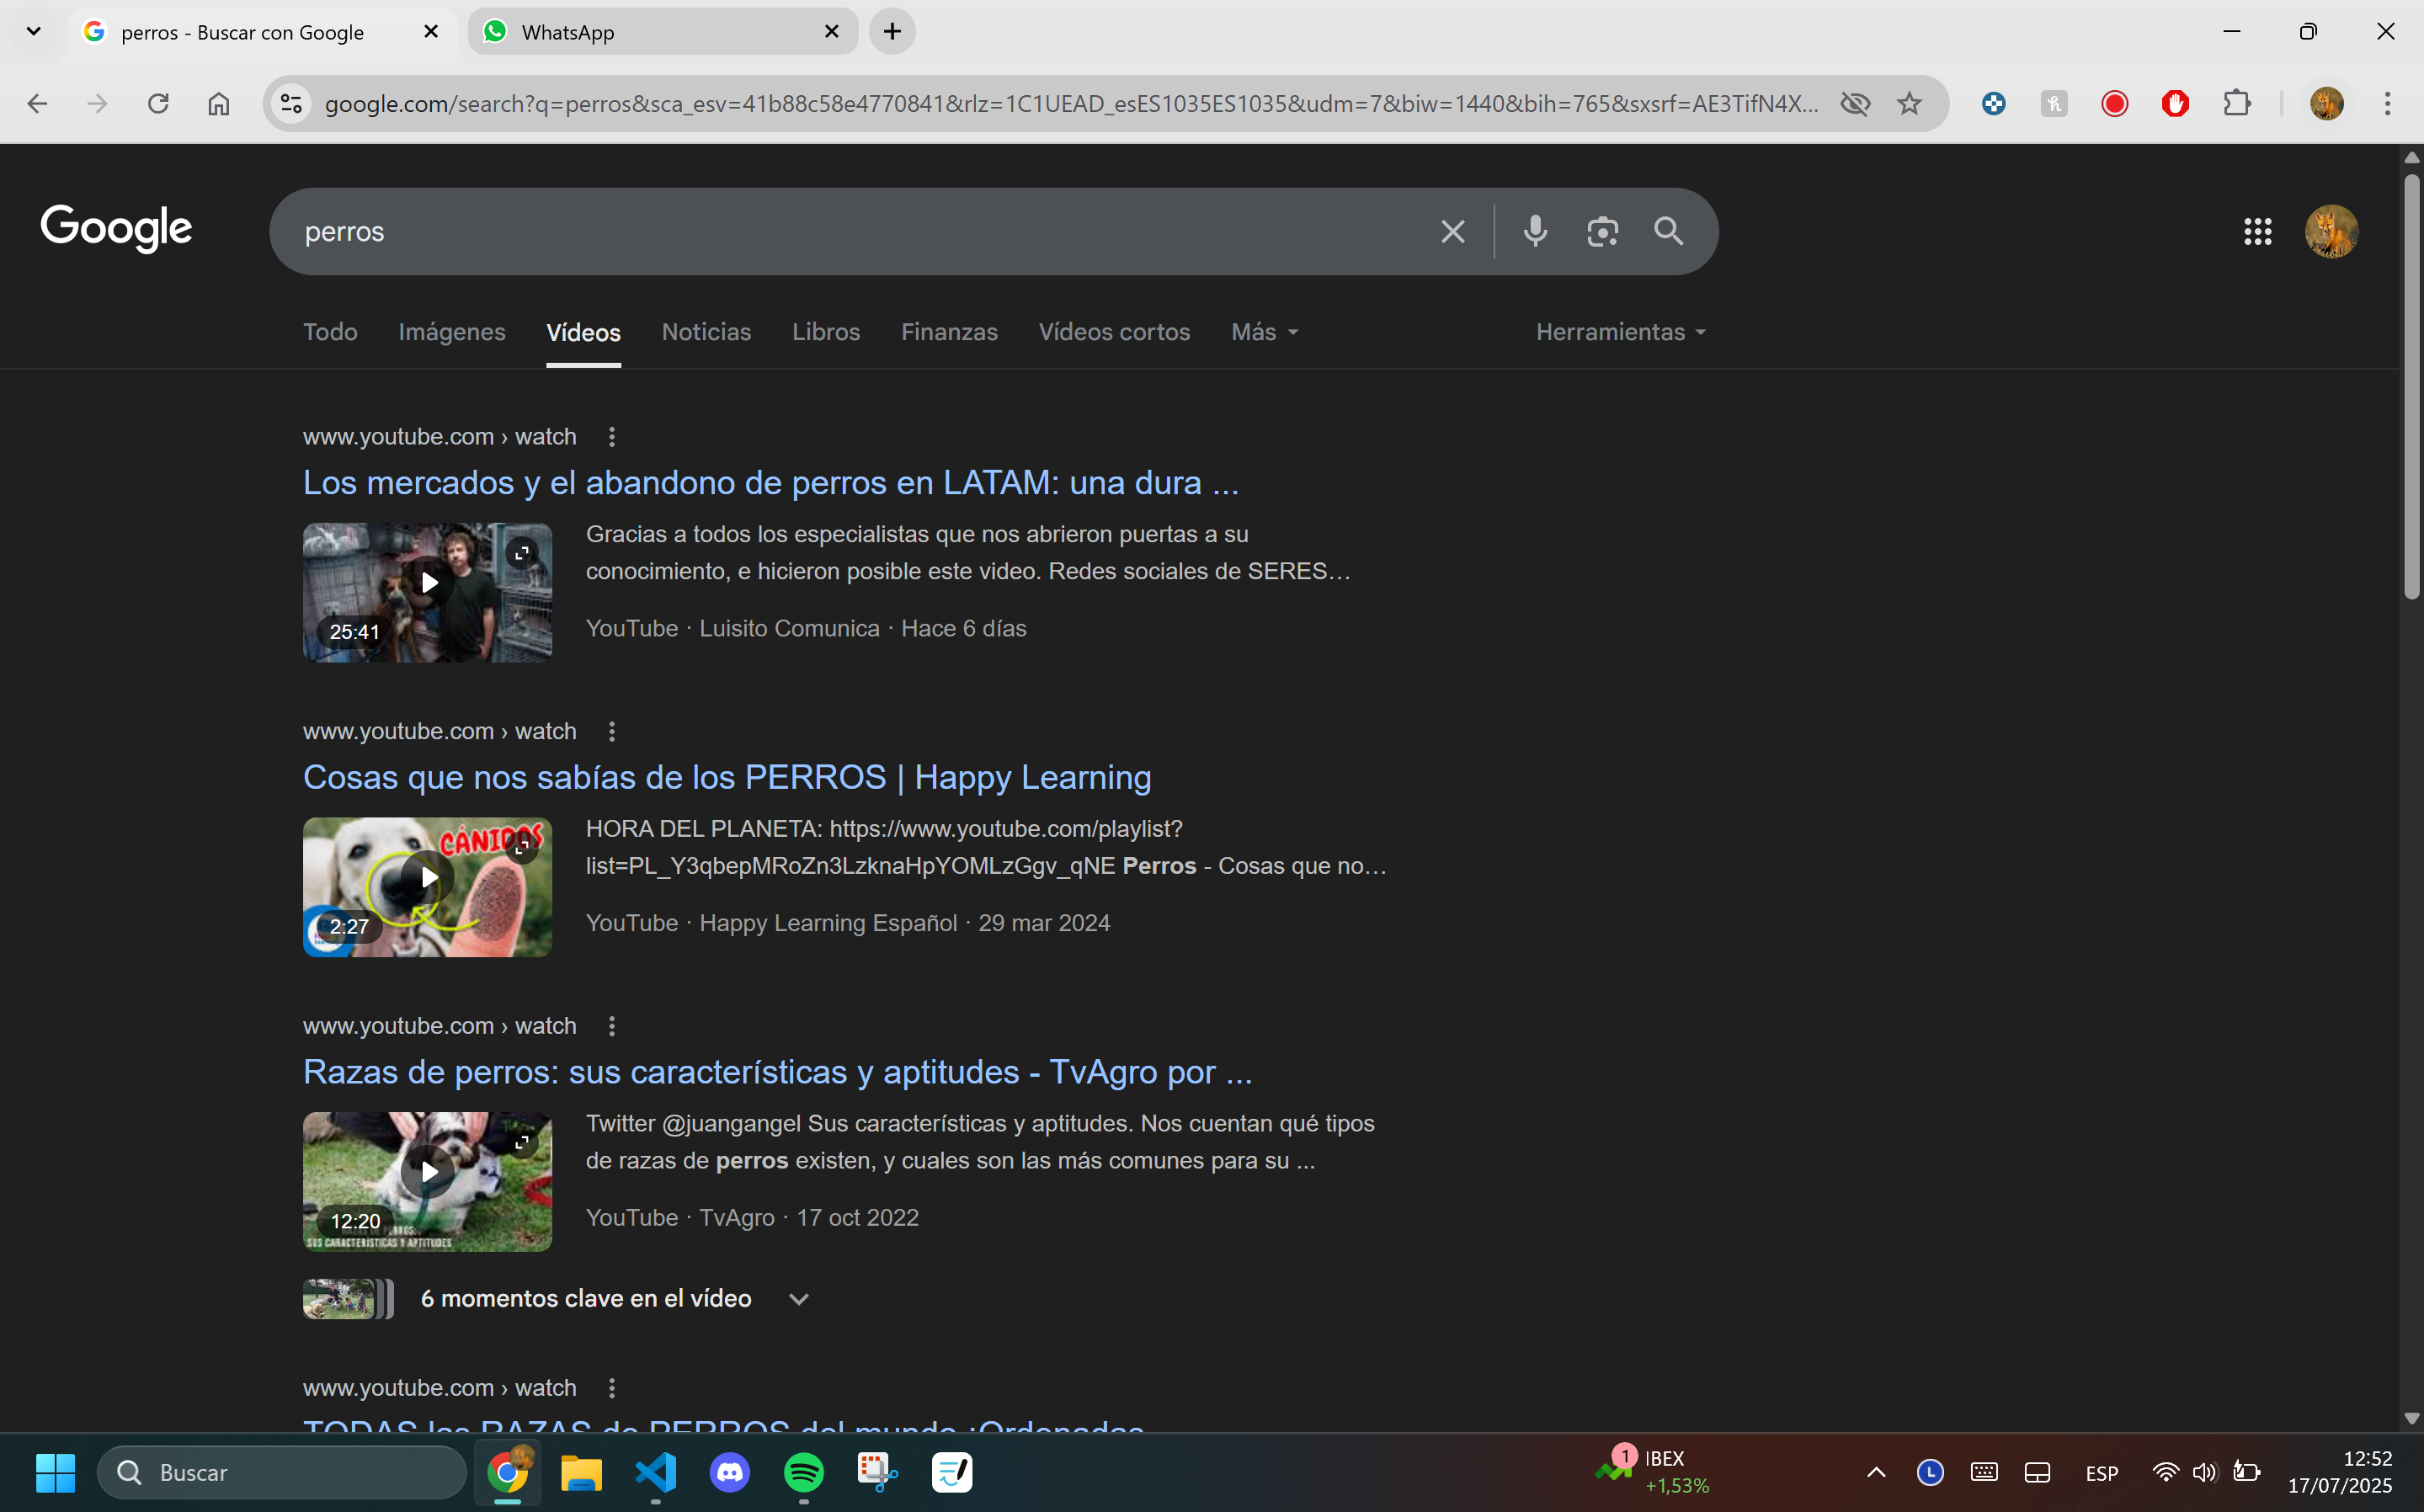 perros - Buscar con Google
WhatsApp
google.com/search?q=perros&sca_esv=41b88c58e4770841&rlz=1C1UEAD_esES1035ES1035&udm=7&biw=1440&bih=765&sxsrf=AE3TifN4X...
Google
perros
Todo
Imágenes
Vídeos
Noticias
Libros
Finanzas
Vídeos cortos
Más
Herramientas
www.youtube.com › watch
Los mercados y el abandono de perros en LATAM: una dura ...
Gracias a todos los especialistas que nos abrieron puertas a su
conocimiento, e hicieron posible este video. Redes sociales de SERES...
25:41
YouTube · Luisito Comunica · Hace 6 días
www.youtube.com › watch
Cosas que nos sabías de los PERROS | Happy Learning
CÁNIDOS
HORA DEL PLANETA: https://www.youtube.com/playlist?
list=PL_Y3qbepMRoZn3LzknaHpYOMLzGgv_qNE Perros - Cosas que no...
2:27
YouTube · Happy Learning Español · 29 mar 2024
www.youtube.com › watch
Razas de perros: sus características y aptitudes - TvAgro por ...
Twitter @juangangel Sus características y aptitudes. Nos cuentan qué tipos
de razas de perros existen, y cuales son las más comunes para su ...
12:20
SUS CARACTERÍSTICAS Y APTITUDES
YouTube · TvAgro · 17 oct 2022
6 momentos clave en el vídeo
www.youtube.com › watch
TODAS las RAZAS de PERROS del mundo ¡Ordenadas
Buscar
1
IBEX
+1,53%
L
ESP
12:52
17/07/2025